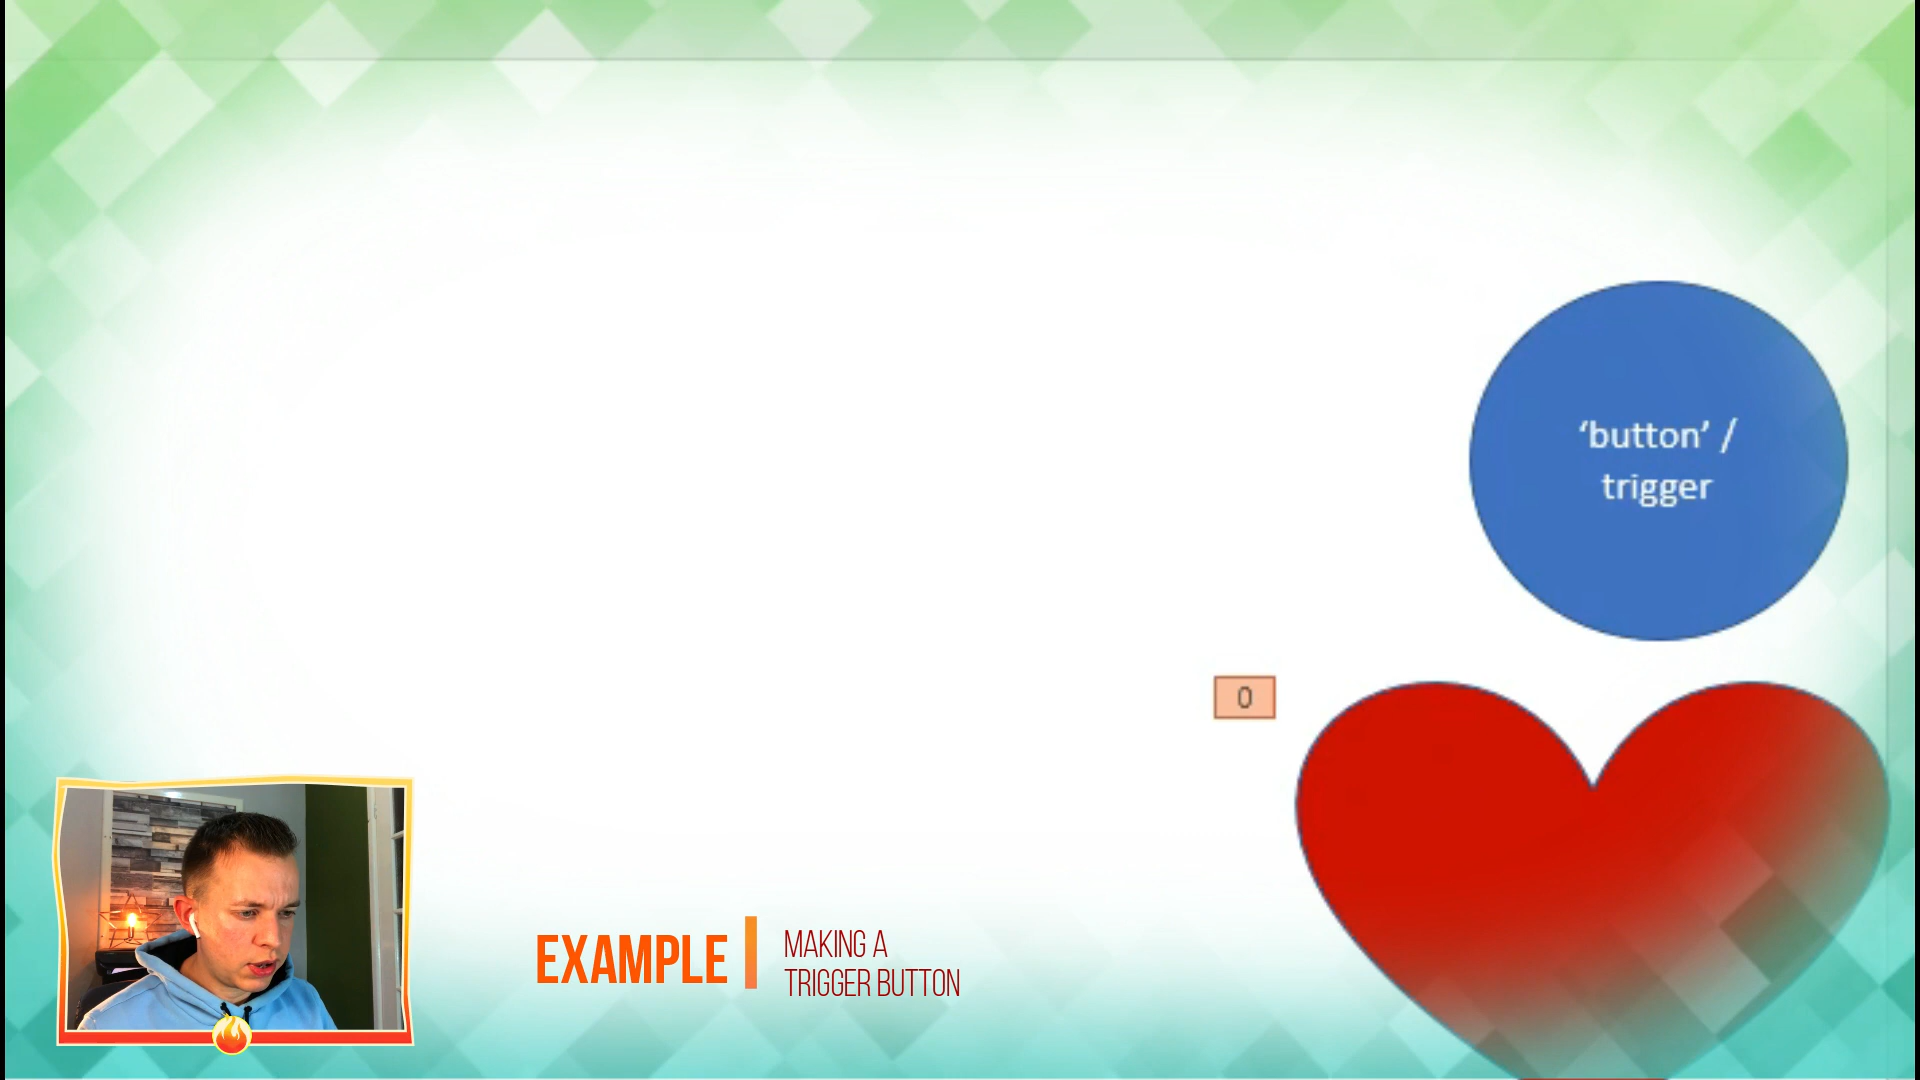 ‘button’ /
trigger
0
EXAMPLE
MAKING A
TRIGGER BUTTON